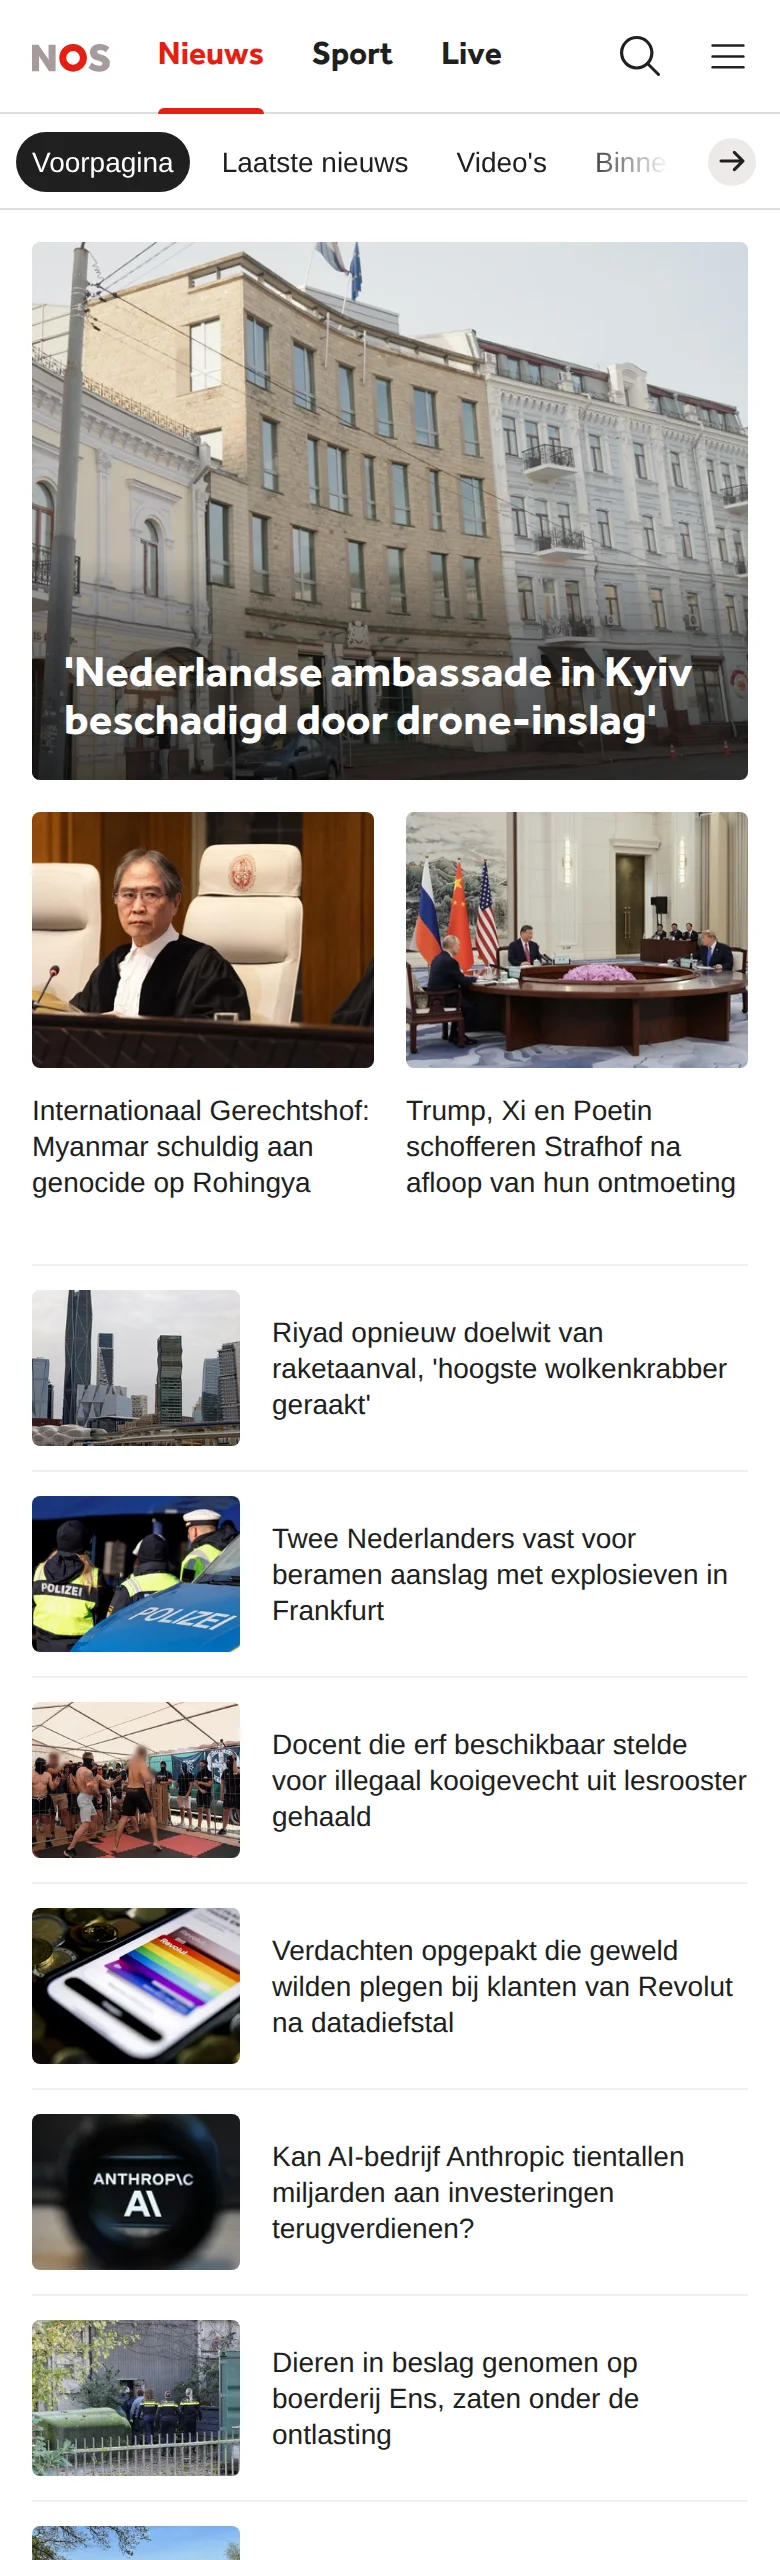 NOS
Nieuws
Sport
Live
Voorpagina
Laatste nieuws
Video's
Binne
'Nederlandse ambassade in Kyiv
beschadigd door drone-inslag'
Internationaal Gerechtshof:
Myanmar schuldig aan
genocide op Rohingya
Trump, Xi en Poetin
schofferen Strafhof na
afloop van hun ontmoeting
Riyad opnieuw doelwit van
raketaanval, 'hoogste wolkenkrabber
geraakt'
POLIZEI
POLIZEI
Twee Nederlanders vast voor
beramen aanslag met explosieven in
Frankfurt
Docent die erf beschikbaar stelde
voor illegaal kooigevecht uit lesrooster
gehaald
Revolut
Verdachten opgepakt die geweld
wilden plegen bij klanten van Revolut
na datadiefstal
ANTHROP\C
A\
Kan AI-bedrijf Anthropic tientallen
miljarden aan investeringen
terugverdienen?
Dieren in beslag genomen op
boerderij Ens, zaten onder de
ontlasting